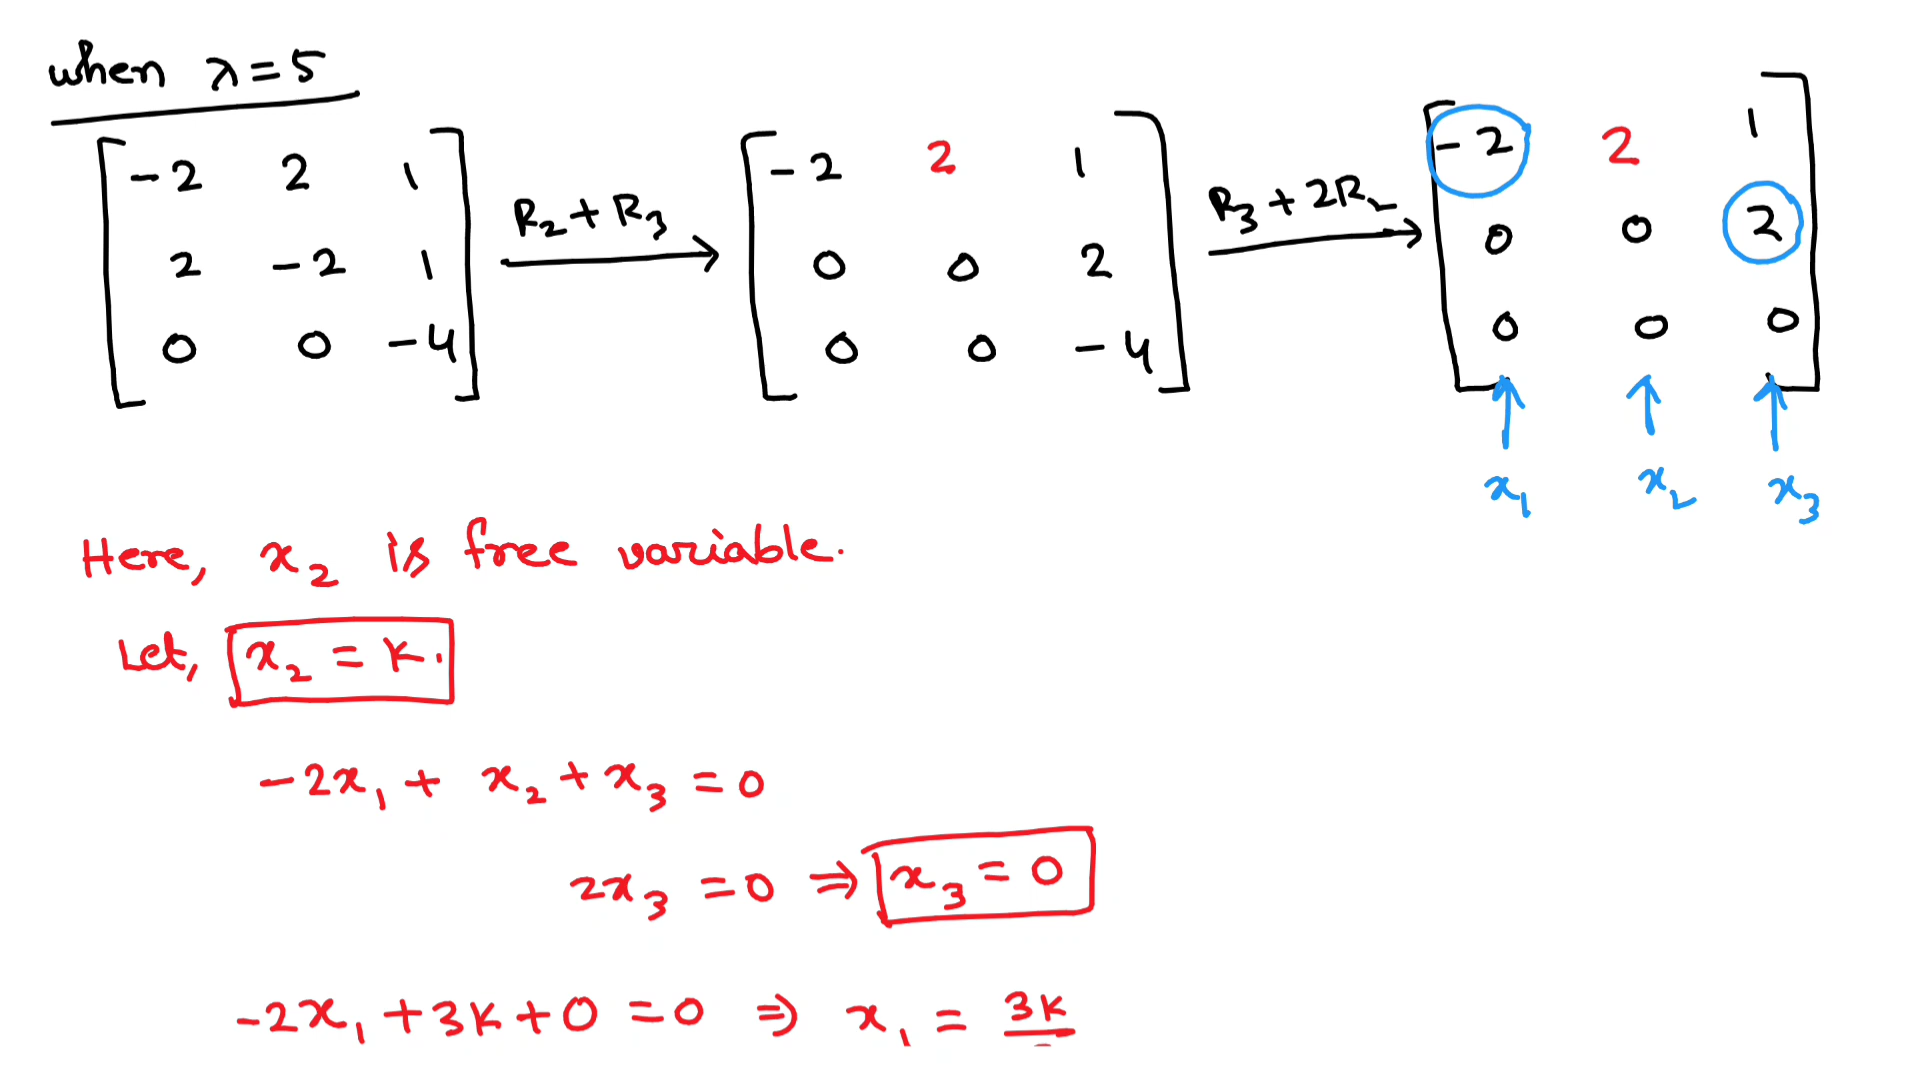 when λ = 5
[ -2 2 1 ; 2 -2 1 ; 0 0 -4 ] R₂ + R₃ → [ -2 2 1 ; 0 0 2 ; 0 0 -4 ] R₃ + 2R₂ → [ -2 2 1 ; 0 0 2 ; 0 0 0 ]
↑ ↑ ↑
x₁ x₂ x₃
Here, x₂ is free variable.
Let, x₂ = K.
-2x₁ + x₂ + x₃ = 0
2x₃ = 0 ⇒ x₃ = 0
-2x₁ + 3K + 0 = 0 ⇒ x₁ = 3K